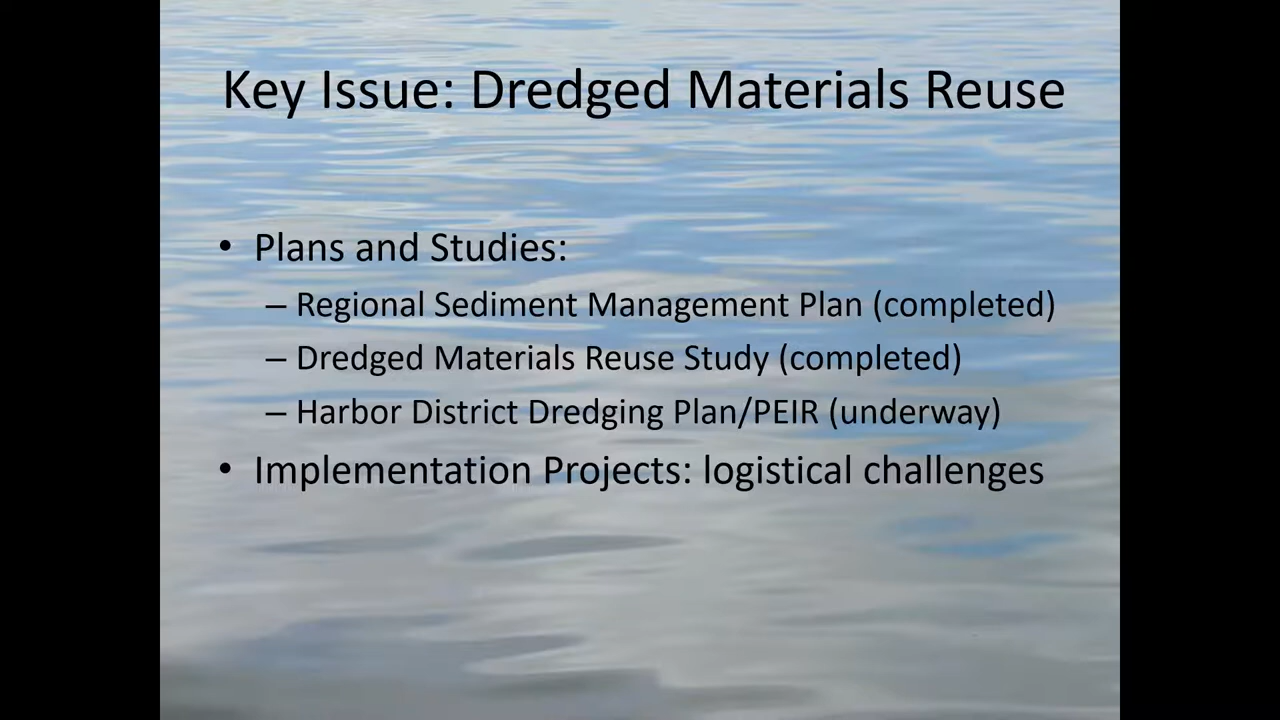 Key Issue: Dredged Materials Reuse
• Plans and Studies:
– Regional Sediment Management Plan (completed)
– Dredged Materials Reuse Study (completed)
– Harbor District Dredging Plan/PEIR (underway)
• Implementation Projects: logistical challenges